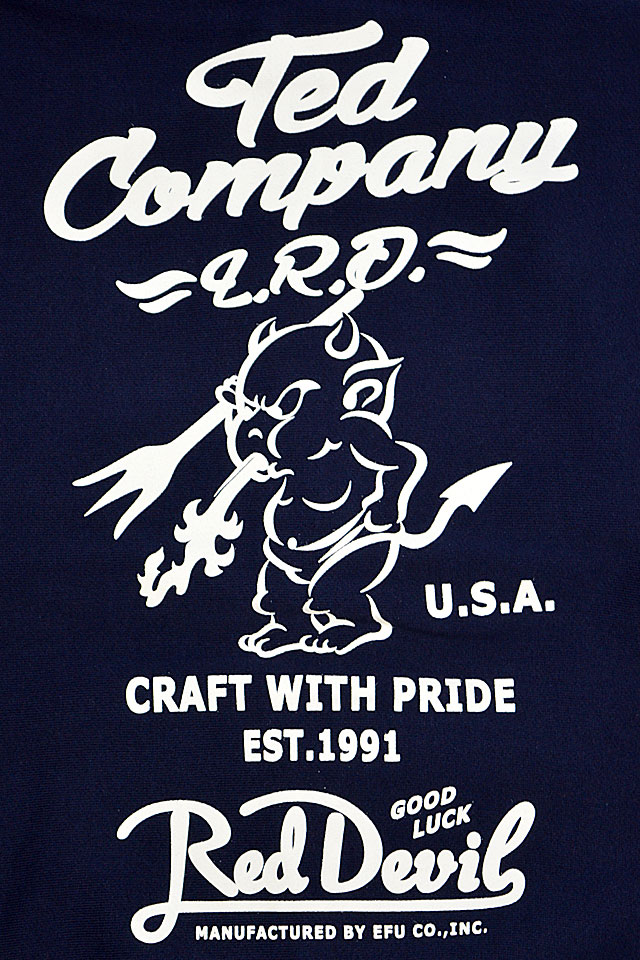 Ted
Company
L.R.D.
U.S.A.
CRAFT WITH PRIDE
EST.1991
GOOD
LUCK
Red Devil
MANUFACTURED BY EFU CO.,INC.